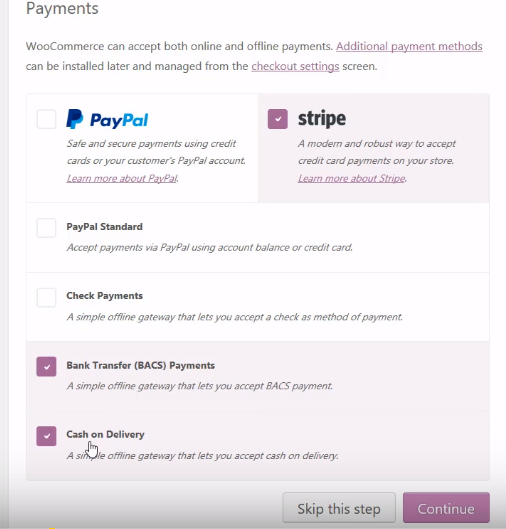 Payments
WooCommerce can accept both online and offline payments. Additional payment methods
can be installed later and managed from the checkout settings screen.
PayPal
Safe and secure payments using credit
cards or your customer's PayPal account.
Learn more about PayPal.
stripe
A modern and robust way to accept
credit card payments on your store.
Learn more about Stripe.
PayPal Standard
Accept payments via PayPal using account balance or credit card.
Check Payments
A simple offline gateway that lets you accept a check as method of payment.
Bank Transfer (BACS) Payments
A simple offline gateway that lets you accept BACS payment.
Cash on Delivery
A simple offline gateway that lets you accept cash on delivery.
Skip this step
Continue